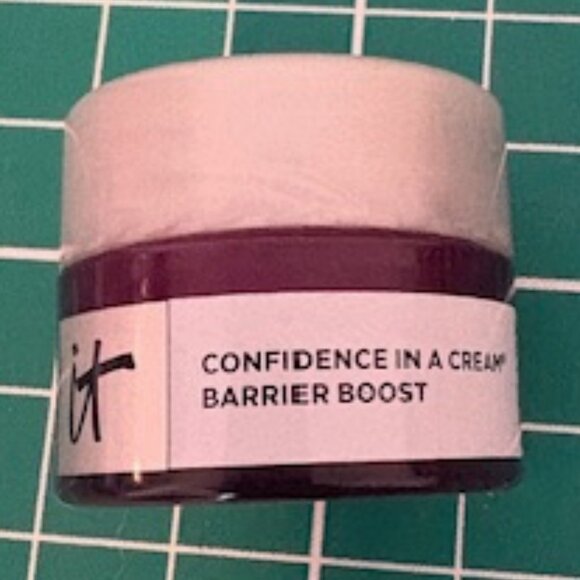 it
CONFIDENCE IN A CREAM®
BARRIER BOOST